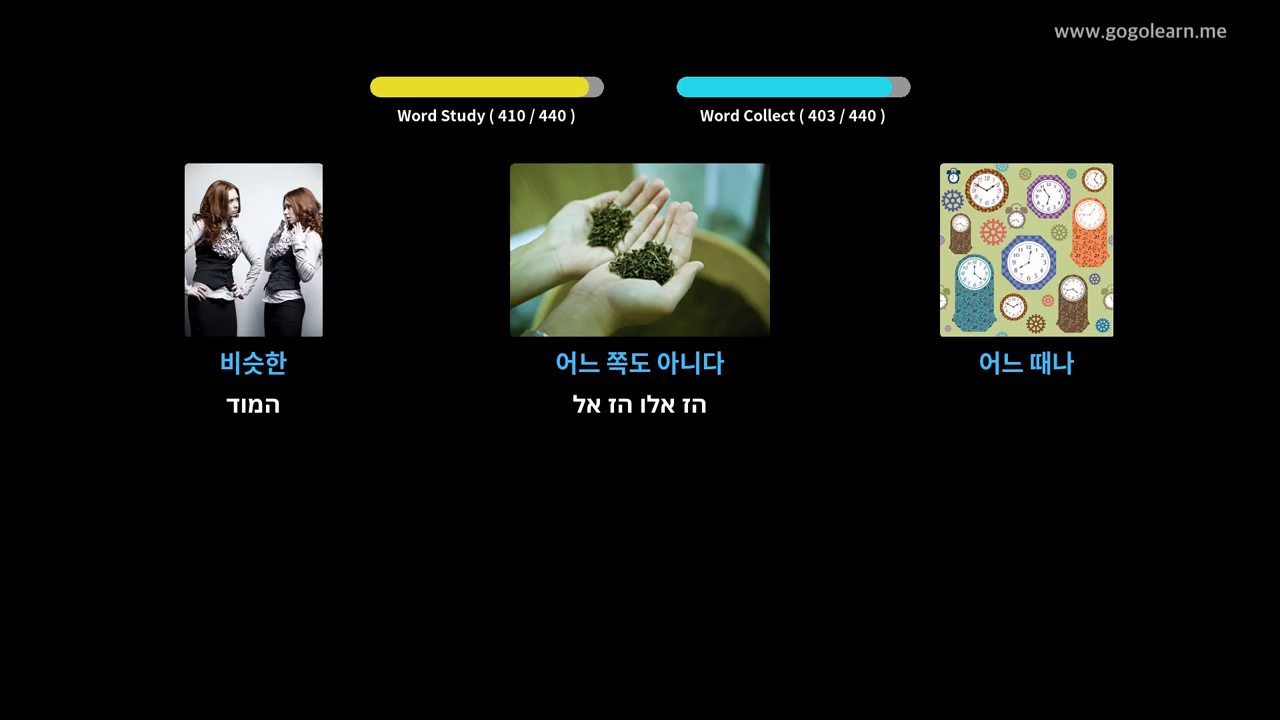 www.gogolearn.me
Word Study ( 410 / 440 )
Word Collect ( 403 / 440 )
비슷한
어느 쪽도 아니다
어느 때나
המוד
הז אלו הז אל